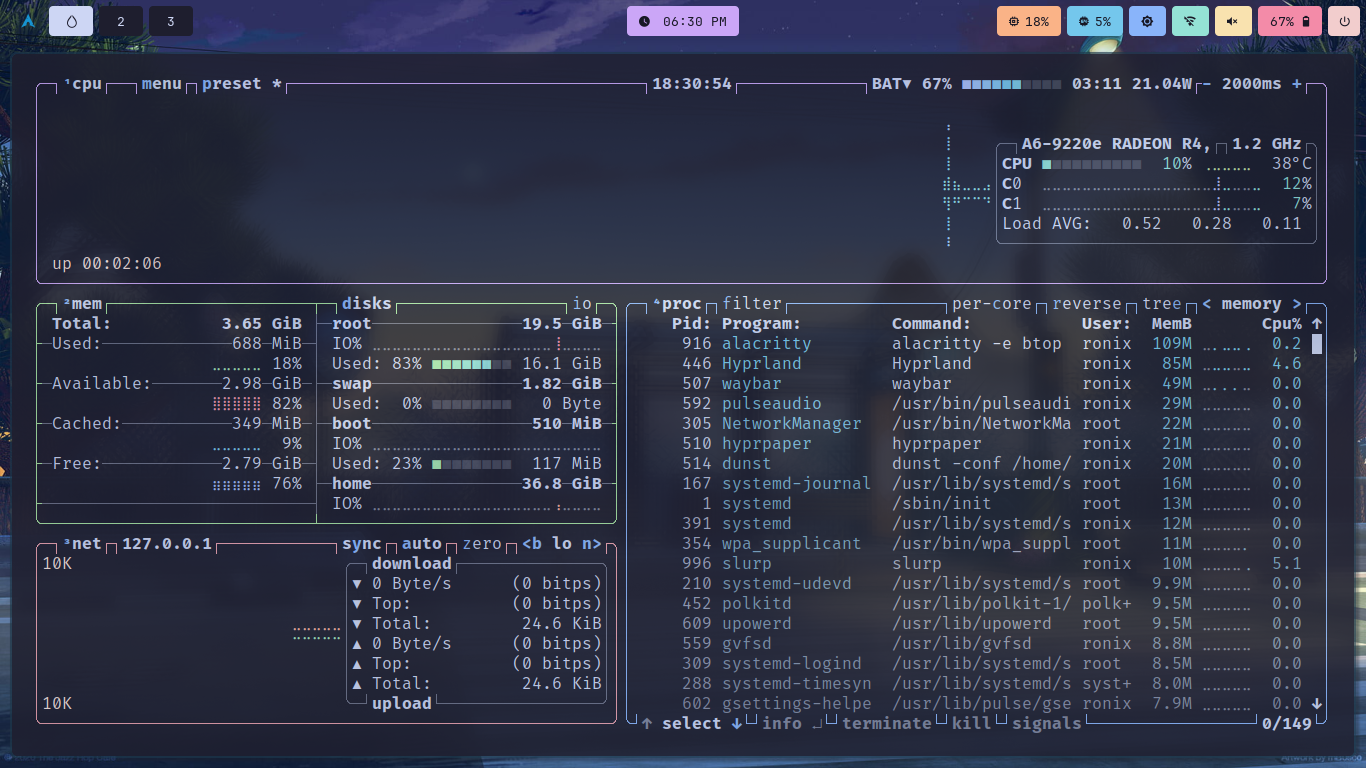 2 3 06:30 PM 18% 5% 67%
¹cpu menu preset * 18:30:54 BAT▼ 67% 03:11 21.04W - 2000ms +
A6-9220e RADEON R4, 1.2 GHz
CPU 10% 38°C
C0 12%
C1 7%
Load AVG: 0.52 0.28 0.11
up 00:02:06
²mem
Total: 3.65 GiB
Used: 688 MiB
18%
Available: 2.98 GiB
82%
Cached: 349 MiB
9%
Free: 2.79 GiB
76%
disks io
root 19.5 GiB
IO%
Used: 83% 16.1 GiB
swap 1.82 GiB
Used: 0% 0 Byte
boot 510 MiB
IO%
Used: 23% 117 MiB
home 36.8 GiB
IO%
³net 127.0.0.1 sync auto zero <b lo n>
10K
download
▼ 0 Byte/s (0 bitps)
▼ Top: (0 bitps)
▼ Total: 24.6 KiB
▲ 0 Byte/s (0 bitps)
▲ Top: (0 bitps)
▲ Total: 24.6 KiB
upload
10K
⁴proc filter per-core reverse tree < memory >
Pid: Program: Command: User: MemB Cpu% ↑
916 alacritty alacritty -e btop ronix 109M 0.2
446 Hyprland Hyprland ronix 85M 4.6
507 waybar waybar ronix 49M 0.0
592 pulseaudio /usr/bin/pulseaudi ronix 29M 0.0
305 NetworkManager /usr/bin/NetworkMa root 22M 0.0
510 hyprpaper hyprpaper ronix 21M 0.0
514 dunst dunst -conf /home/ ronix 20M 0.0
167 systemd-journal /usr/lib/systemd/s root 16M 0.0
1 systemd /sbin/init root 13M 0.0
391 systemd /usr/lib/systemd/s ronix 12M 0.0
354 wpa_supplicant /usr/bin/wpa_suppl root 11M 0.0
996 slurp slurp ronix 10M 5.1
210 systemd-udevd /usr/lib/systemd/s root 9.9M 0.0
452 polkitd /usr/lib/polkit-1/ polk+ 9.5M 0.0
609 upowerd /usr/lib/upowerd root 9.5M 0.0
559 gvfsd /usr/lib/gvfsd ronix 8.8M 0.0
309 systemd-logind /usr/lib/systemd/s root 8.5M 0.0
288 systemd-timesyn /usr/lib/systemd/s syst+ 8.0M 0.0
602 gsettings-helpe /usr/lib/pulse/gse ronix 7.9M 0.0 ↓
↑ select ↓ info ↵ terminate kill signals 0/149